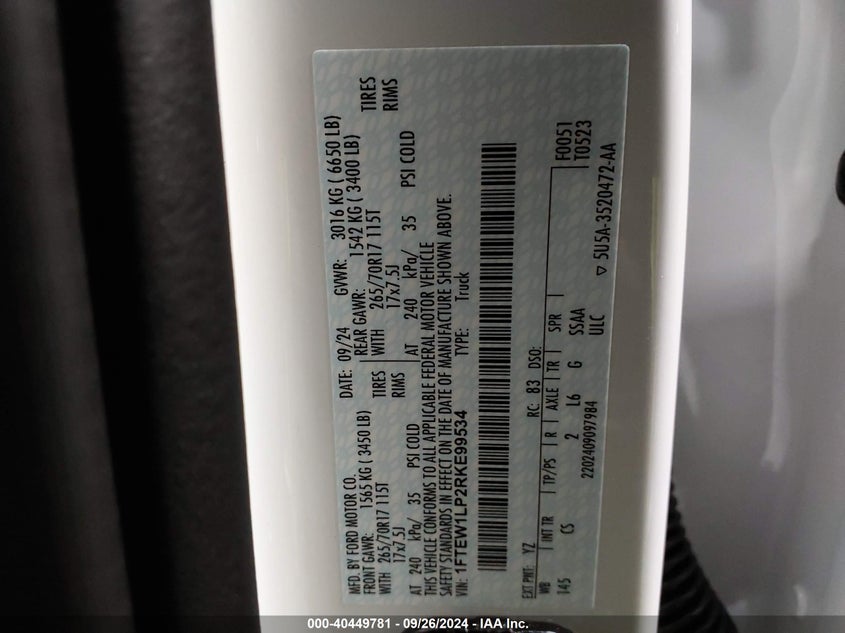 MFD. BY FORD MOTOR CO. DATE: 09/24 GVWR: 3016 KG ( 6650 LB)
FRONT GAWR: 1565 KG ( 3450 LB) REAR GAWR: 1542 KG ( 3400 LB)
WITH 265/70R17 115T TIRES WITH 265/70R17 115T TIRES
17x7.5J RIMS 17x7.5J RIMS
AT 240 kPa/ 35 PSI COLD AT 240 kPa/ 35 PSI COLD
THIS VEHICLE CONFORMS TO ALL APPLICABLE FEDERAL MOTOR VEHICLE
SAFETY STANDARDS IN EFFECT ON THE DATE OF MANUFACTURE SHOWN ABOVE.
VIN: 1FTEW1LP2RKE99534 TYPE: Truck
EXT PNT: YZ RC: 83 DSO: F0051
WB INT TR TP/PS R AXLE TR SPR T0523
145 CS 2 L6 G SSAA
2202409097984 ULC ▽ 5U5A-3520472-AA
000-40449781 - 09/26/2024 - IAA Inc.